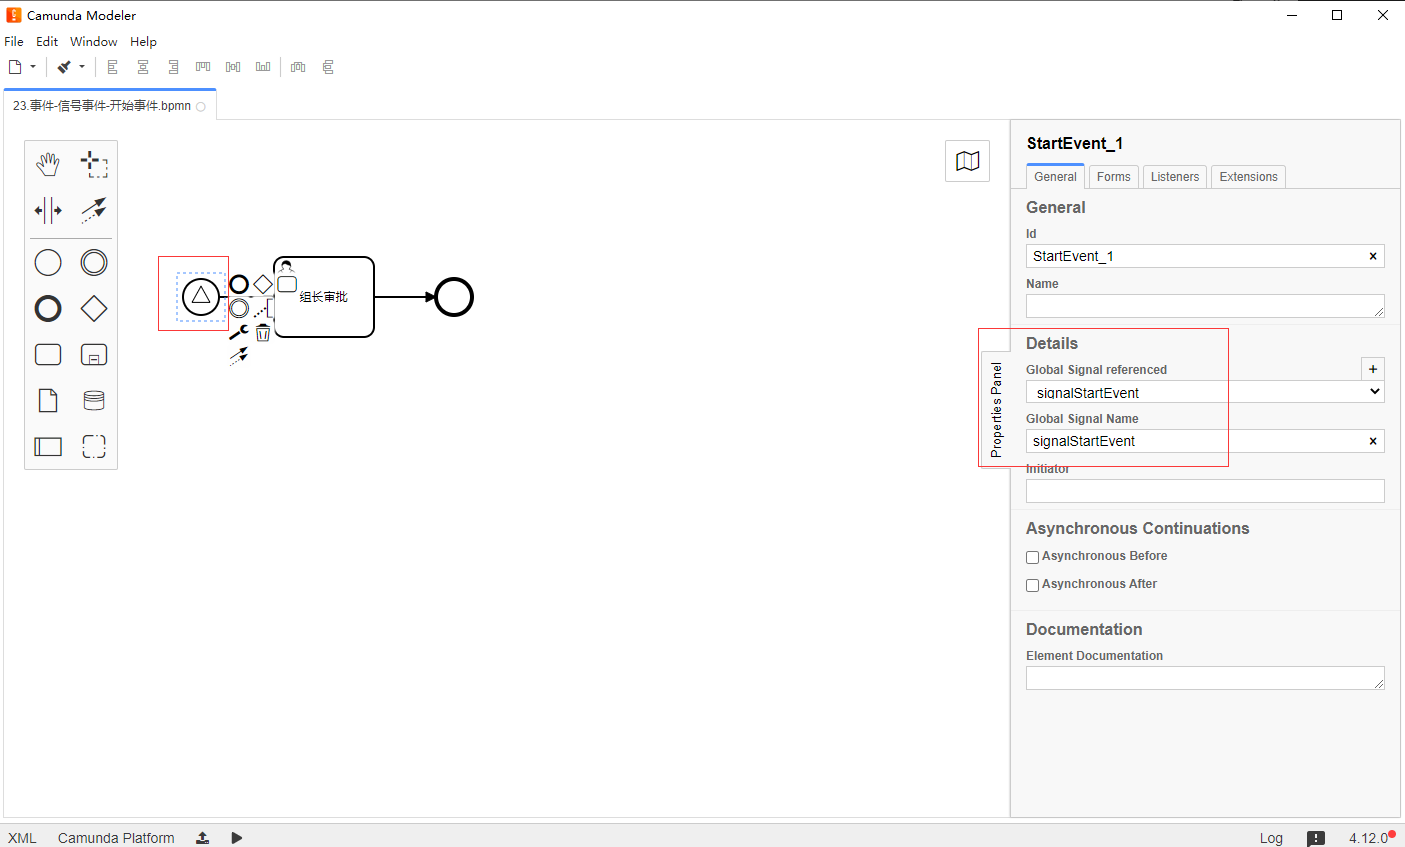 Camunda Modeler
File Edit Window Help
23.事件-信号事件-开始事件.bpmn
组长审批
Properties Panel
StartEvent_1
General Forms Listeners Extensions
General
Id
StartEvent_1
Name
Details
Global Signal referenced
+
signalStartEvent
Global Signal Name
signalStartEvent
Initiator
Asynchronous Continuations
Asynchronous Before
Asynchronous After
Documentation
Element Documentation
XML Camunda Platform Log 4.12.0